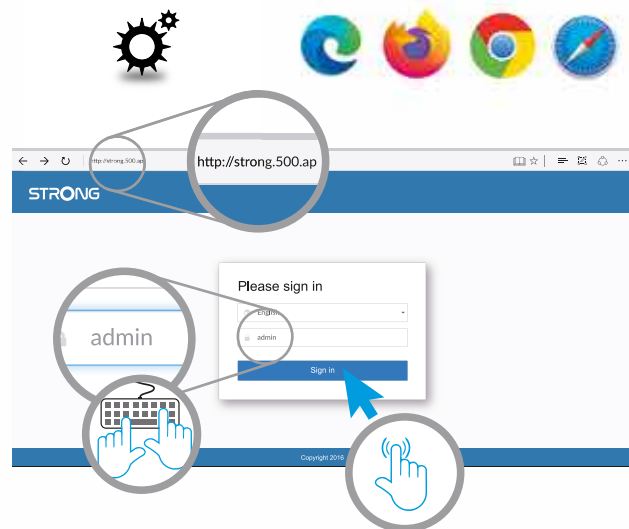 http://strong.500.ap
http://strong.500.ap
STRONG
Please sign in
English
admin
admin
Sign in
Copyright 2016